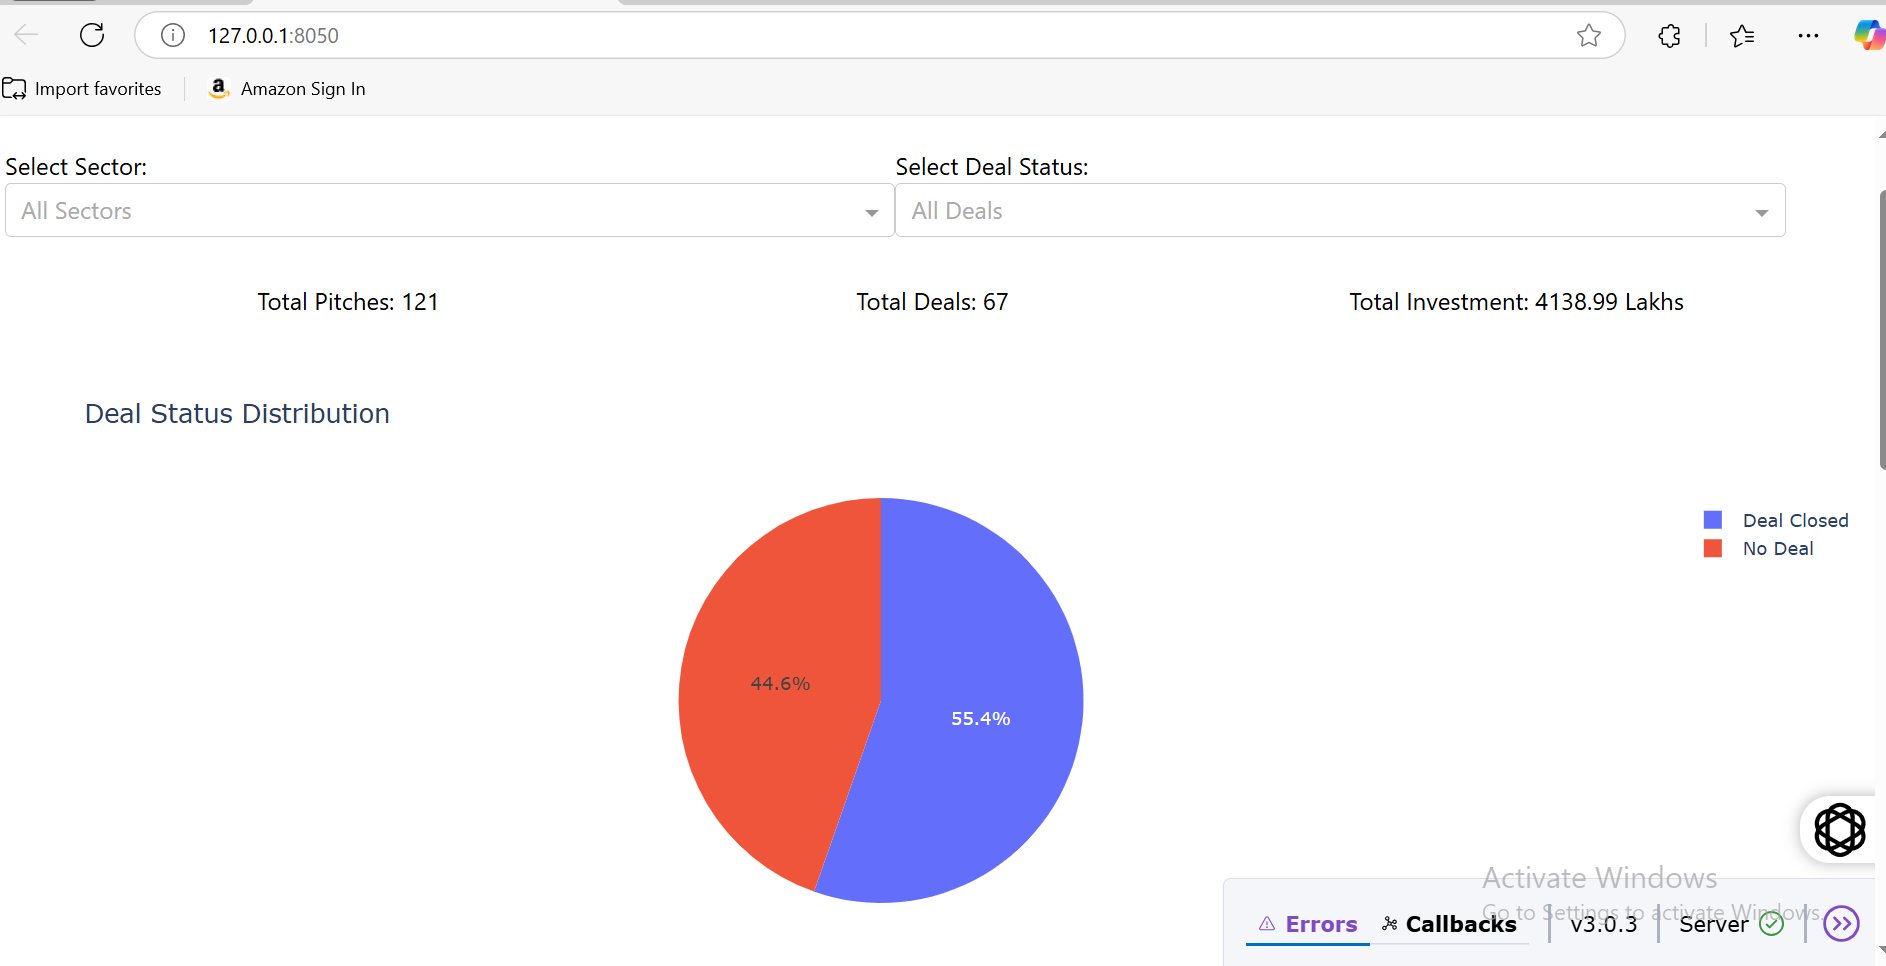 127.0.0.1:8050
Import favorites
Amazon Sign In
Select Sector:
Select Deal Status:
All Sectors
All Deals
Total Pitches: 121
Total Deals: 67
Total Investment: 4138.99 Lakhs
Deal Status Distribution
Deal Closed
No Deal
44.6%
55.4%
Activate Windows
Go to Settings to activate Windows.
Errors
Callbacks
v3.0.3
Server